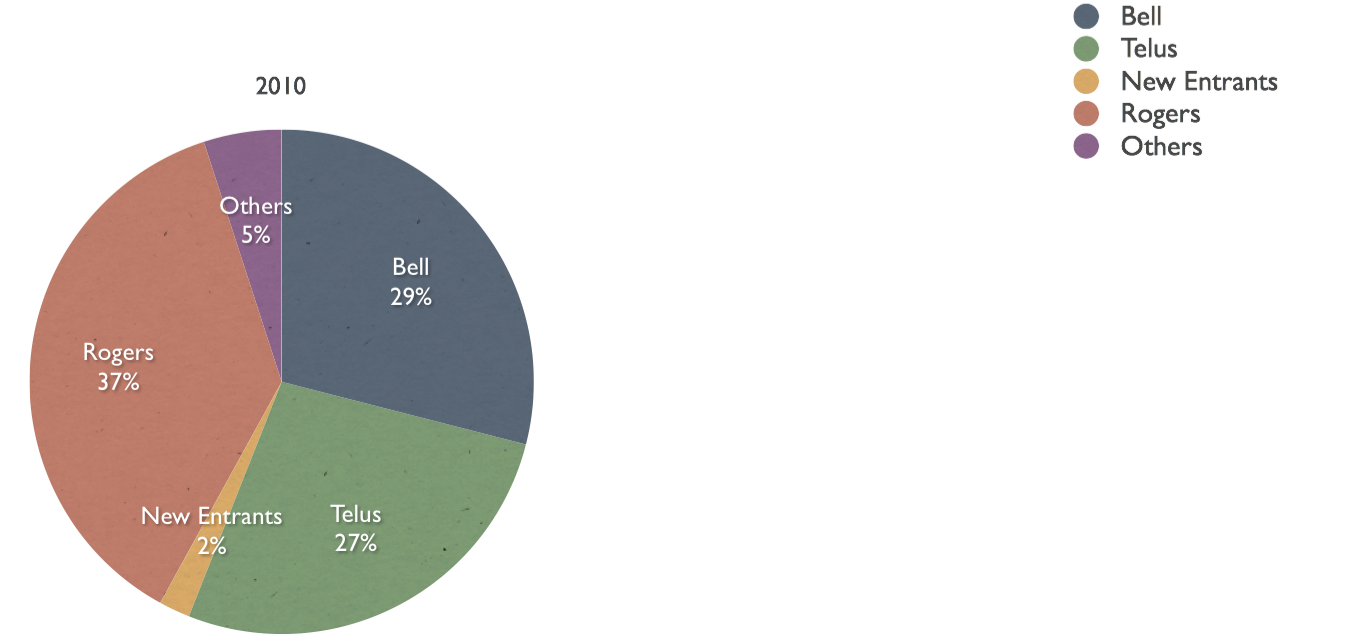 2010
Others
5%
Bell
29%
Rogers
37%
New Entrants
2%
Telus
27%
Bell
Telus
New Entrants
Rogers
Others